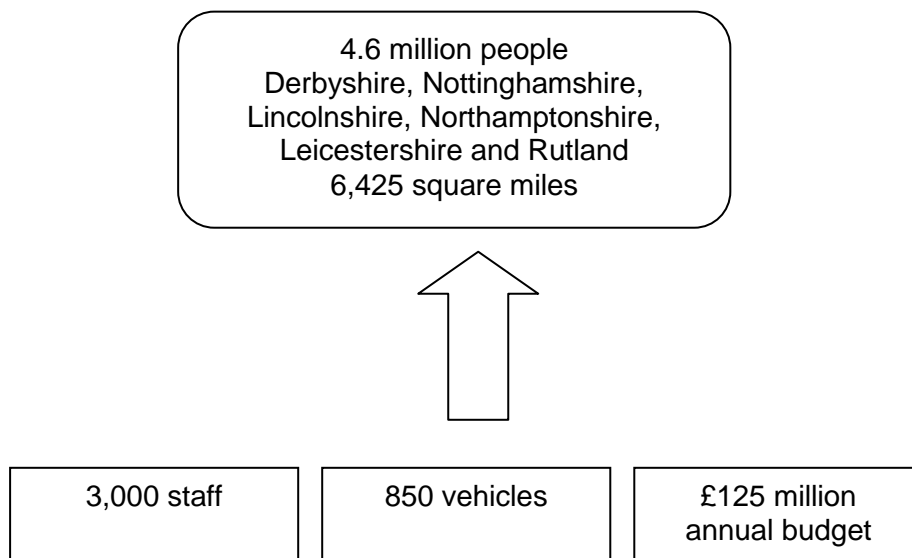 4.6 million people
Derbyshire, Nottinghamshire,
Lincolnshire, Northamptonshire,
Leicestershire and Rutland
6,425 square miles
3,000 staff
850 vehicles
£125 million
annual budget